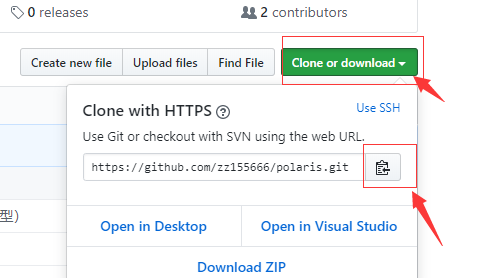 0 releases
2 contributors
Create new file
Upload files
Find File
Clone or download
Clone with HTTPS
Use SSH
Use Git or checkout with SVN using the web URL.
https://github.com/zz155666/polaris.git
型)
Open in Desktop
Open in Visual Studio
Download ZIP